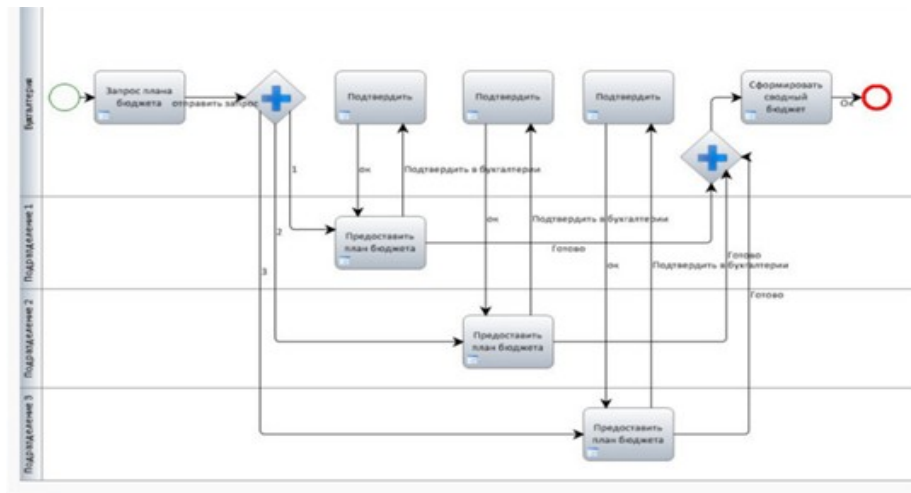 Бухгалтерия
Запрос плана
бюджета
отправить запрос
Подтвердить
Подтвердить
Подтвердить
Сформировать
сводный
бюджет
Ок
1
ок
Подтвердить в бухгалтерии
Подразделение 1
2
Предоставить
план бюджета
ок
Подтвердить в бухгалтерии
Готово
3
ок
Подтвердить в бухгалтерии
Готово
Готово
Подразделение 2
Предоставить
план бюджета
Подразделение 3
Предоставить
план бюджета